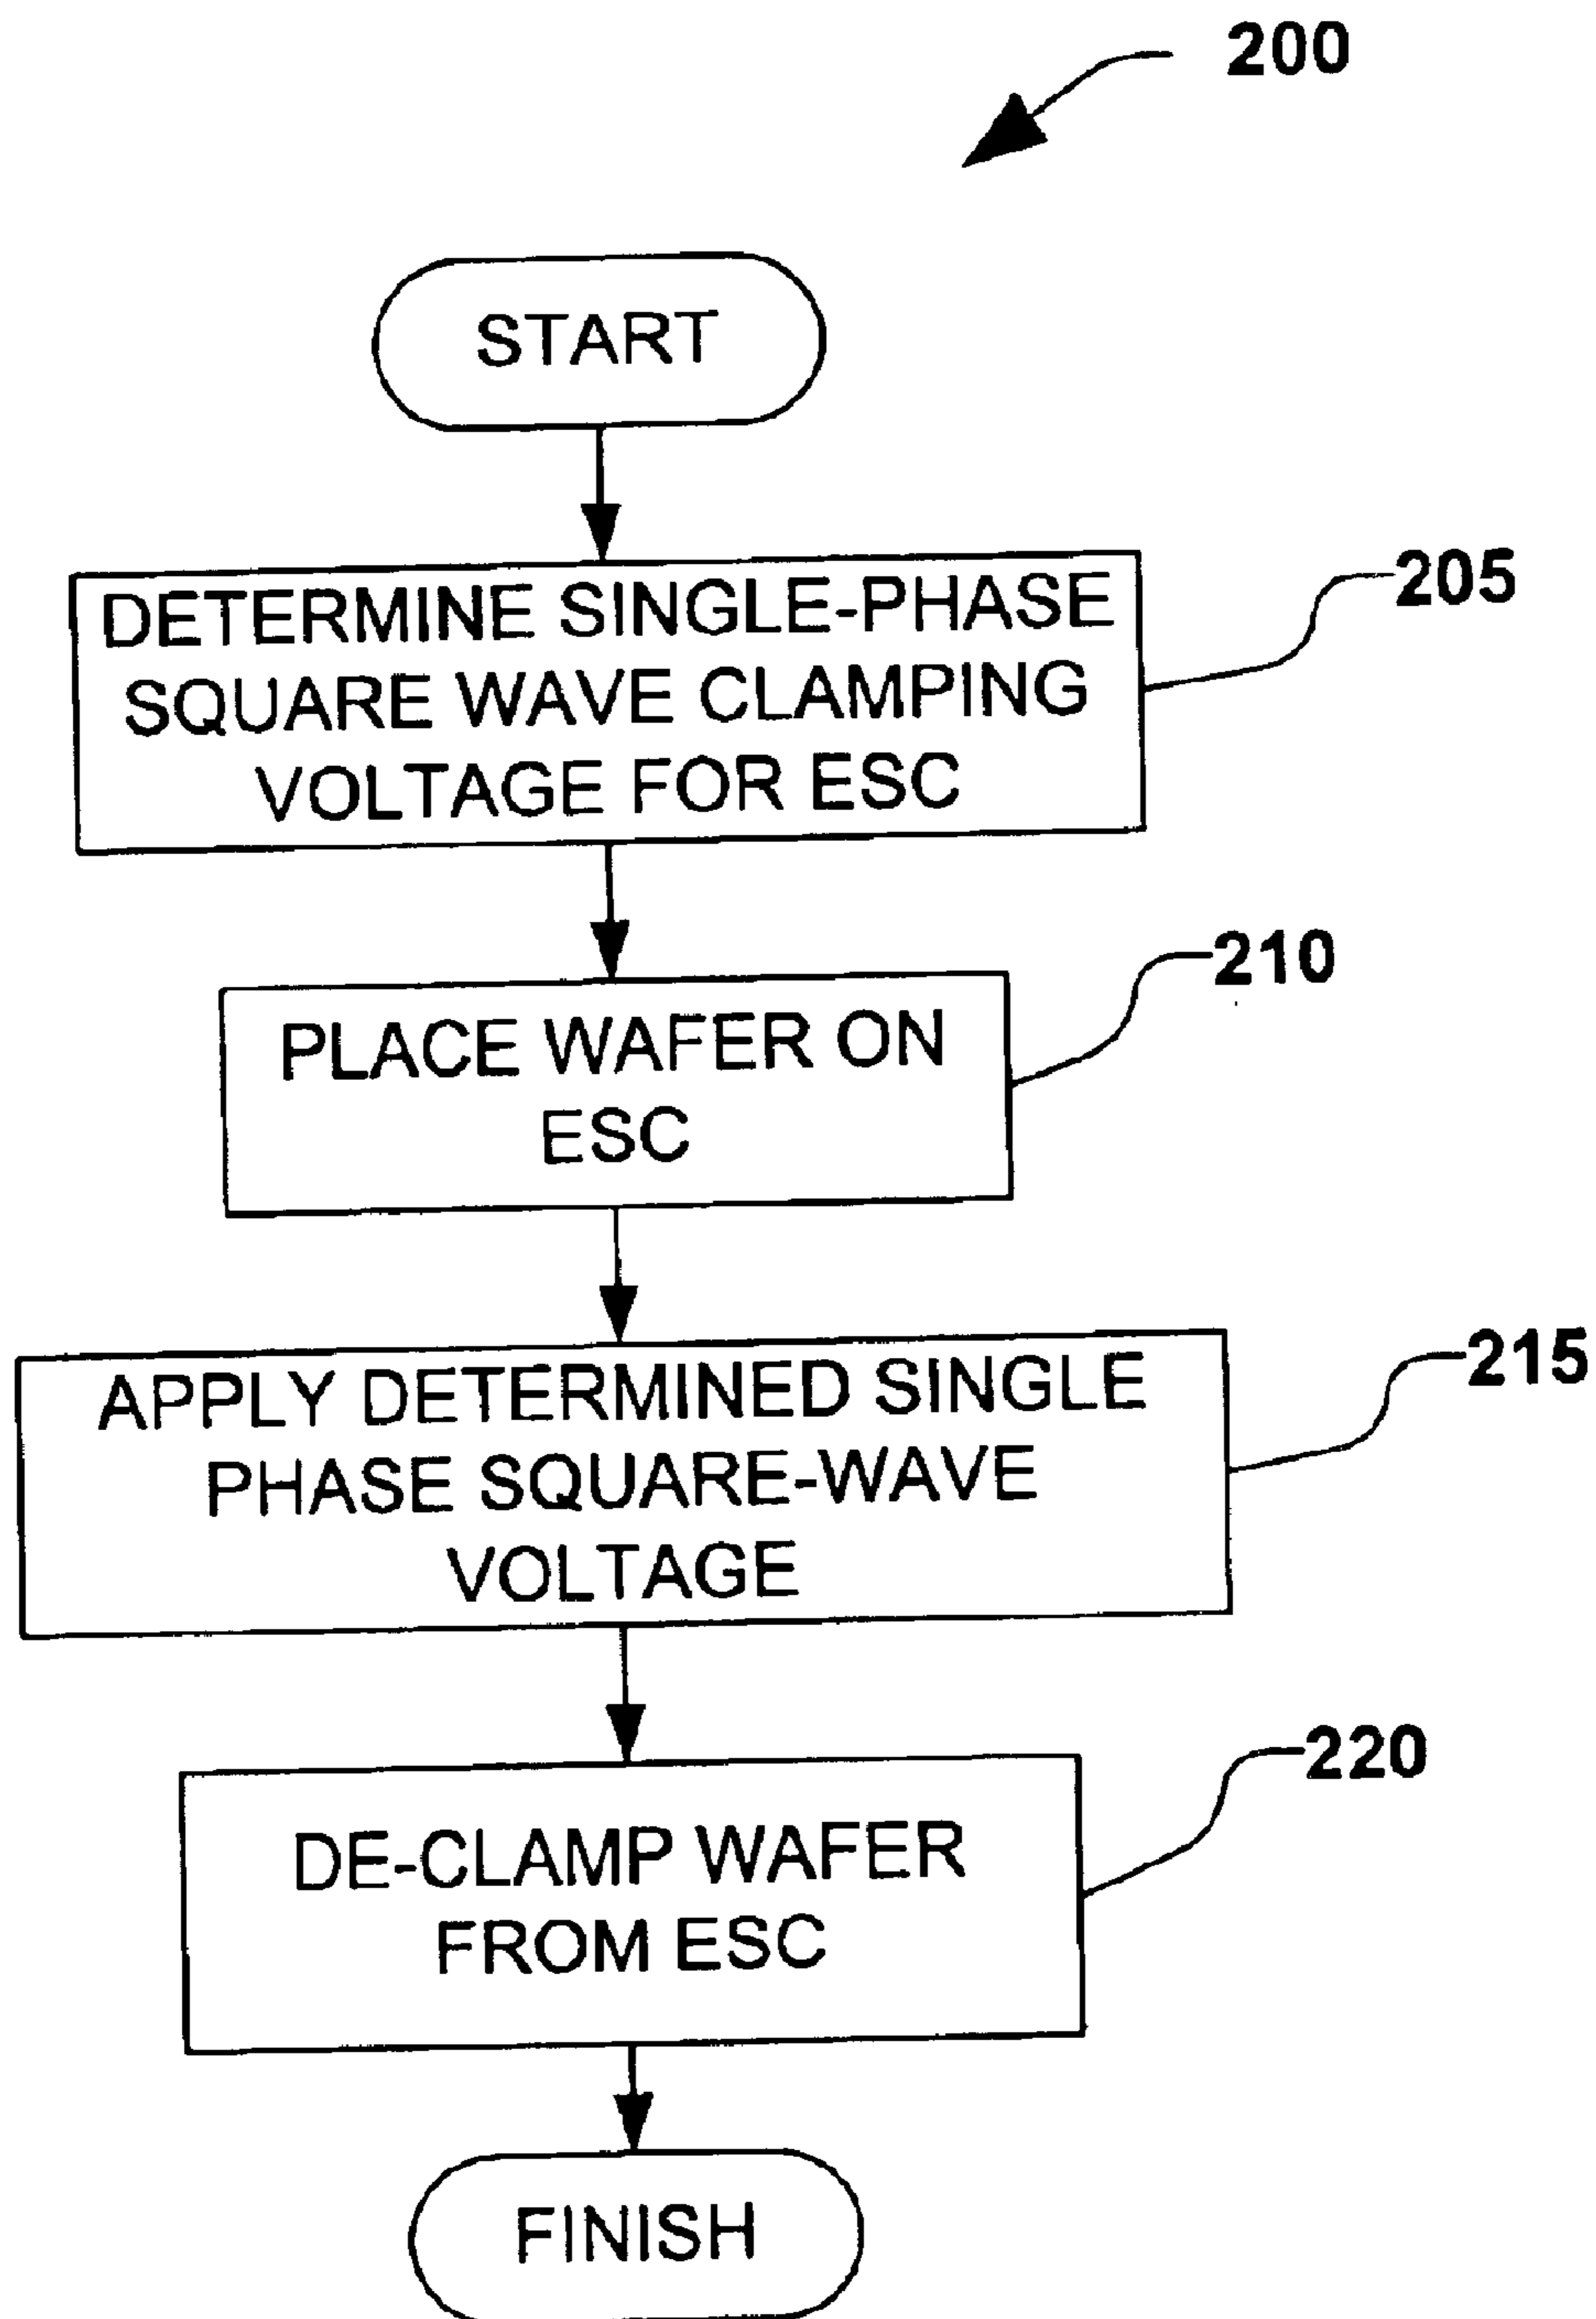 200
START
DETERMINE SINGLE-PHASE
SQUARE WAVE CLAMPING
VOLTAGE FOR ESC
205
PLACE WAFER ON
ESC
210
APPLY DETERMINED SINGLE
PHASE SQUARE-WAVE
VOLTAGE
215
DE-CLAMP WAFER
FROM ESC
220
FINISH